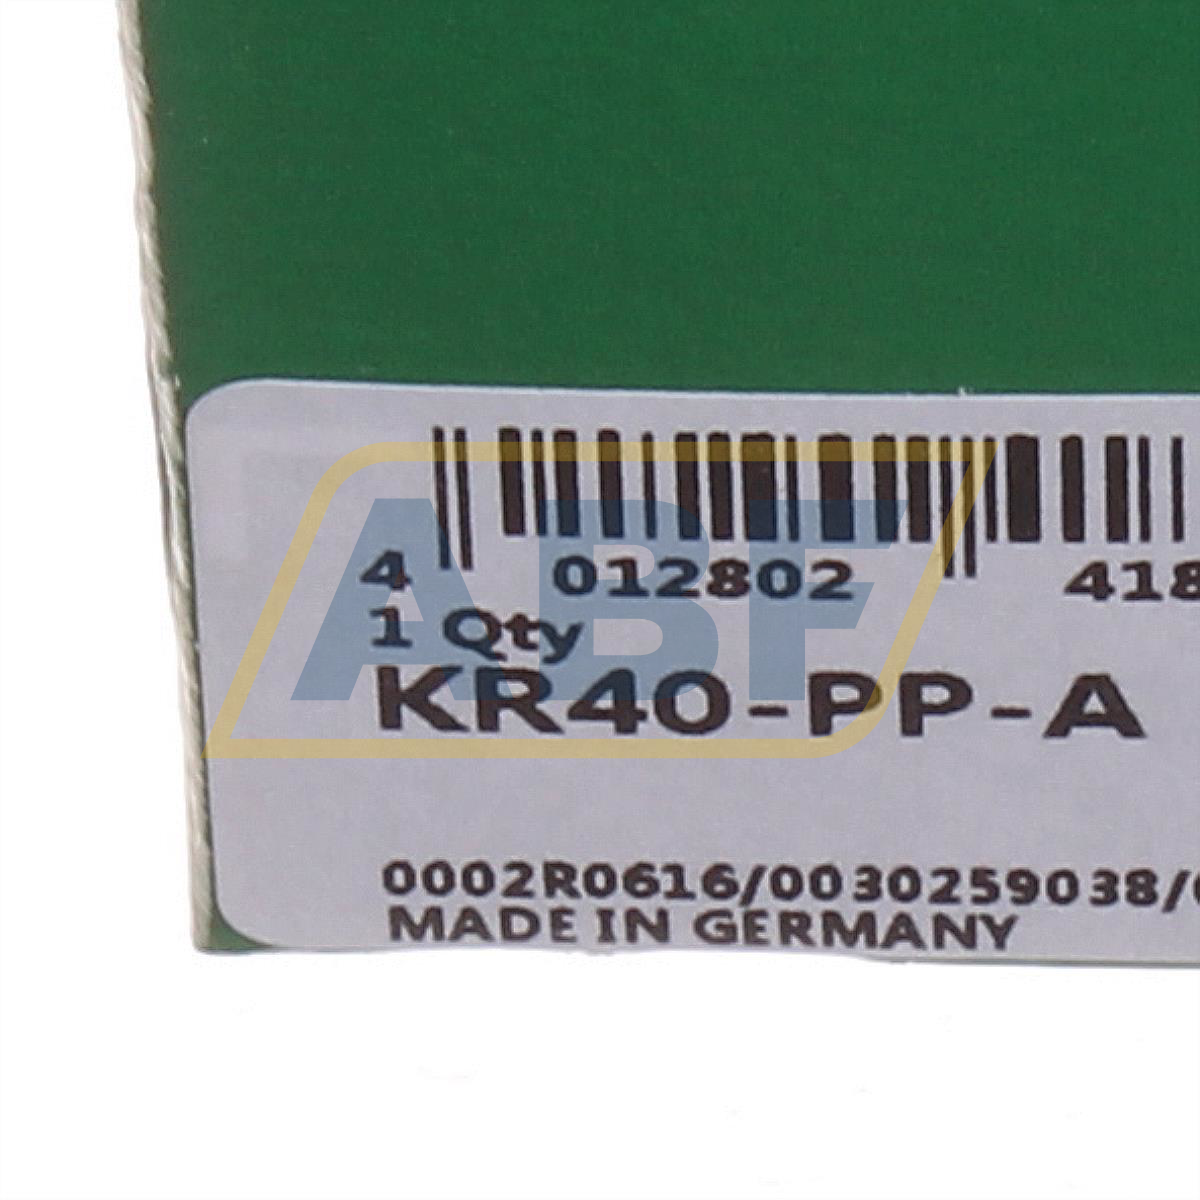 4 012802 418
1 Qty
KR40-PP-A
0002R0616/0030259038/
MADE IN GERMANY
ABF